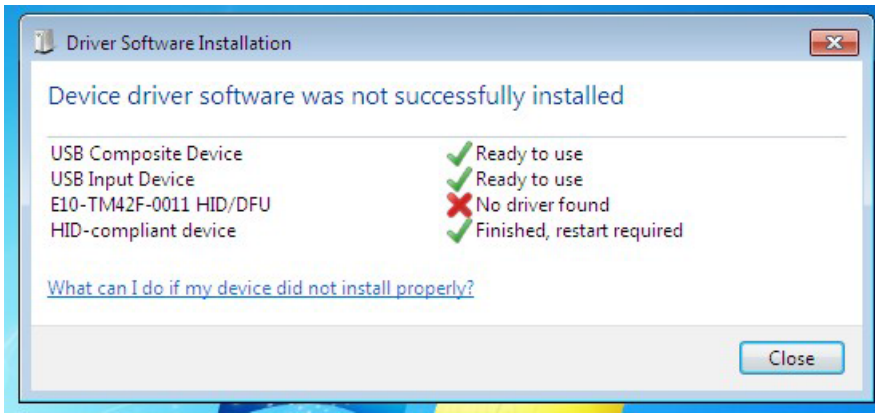 Driver Software Installation
Device driver software was not successfully installed
USB Composite Device Ready to use
USB Input Device Ready to use
E10-TM42F-0011 HID/DFU No driver found
HID-compliant device Finished, restart required
What can I do if my device did not install properly?
Close